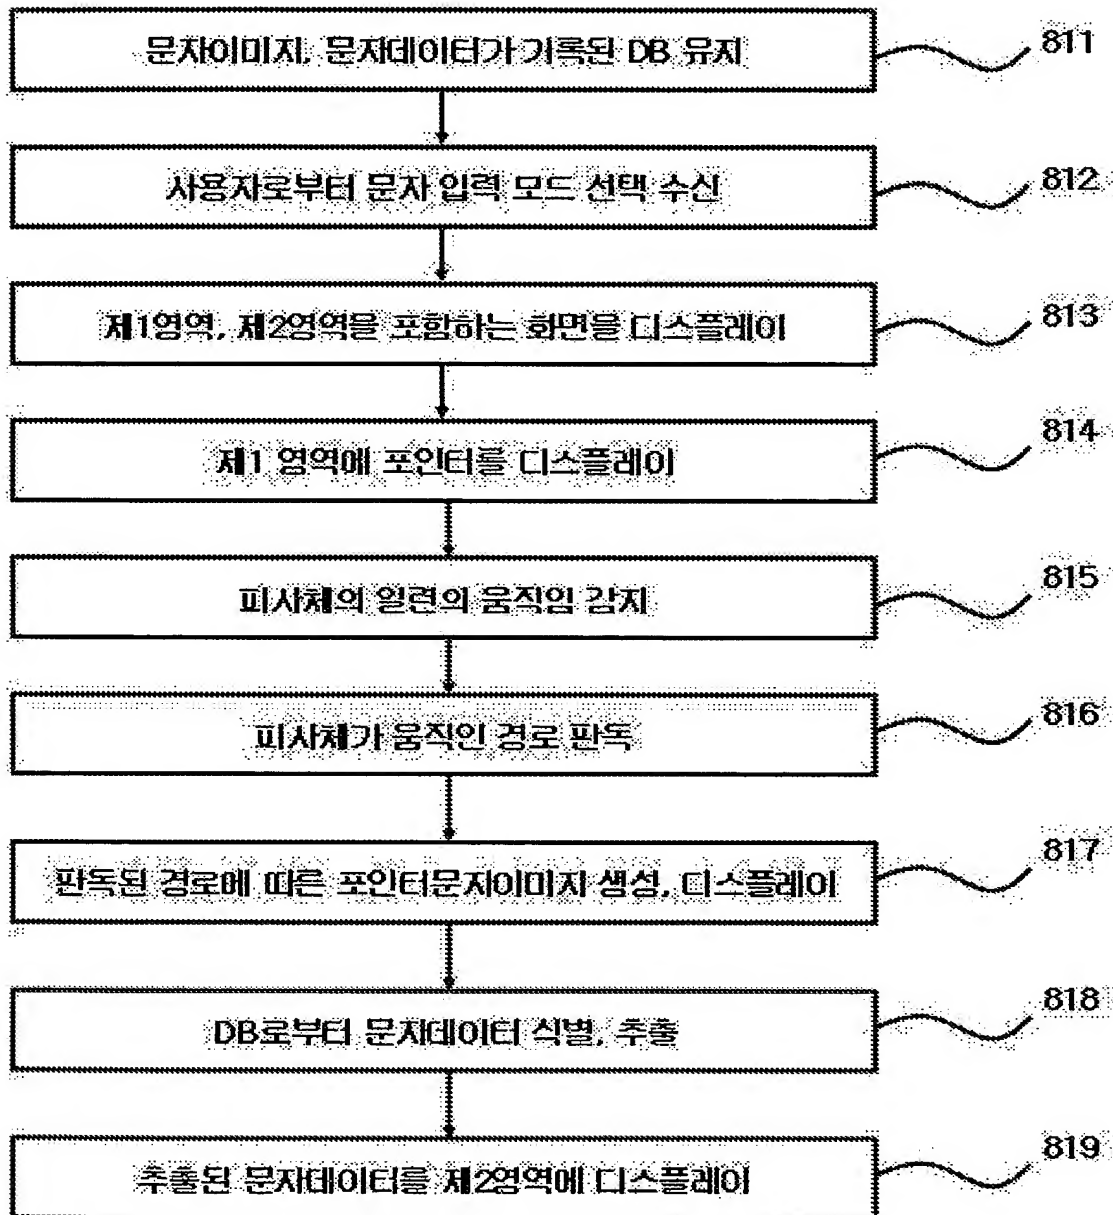 문자이미지, 문자데이터가 기록된 DB 유지
811
사용자로부터 문자 입력 모드 선택 수신
812
제1영역, 제2영역을 포함하는 화면을 디스플레이
813
제1 영역에 포인터를 디스플레이
814
피사체의 일련의 움직임 감지
815
피사체가 움직인 경로 판독
816
판독된 경로에 따른 포인터문자이미지 생성, 디스플레이
817
DB로부터 문자데이터 식별, 추출
818
추출된 문자데이터를 제2영역에 디스플레이
819